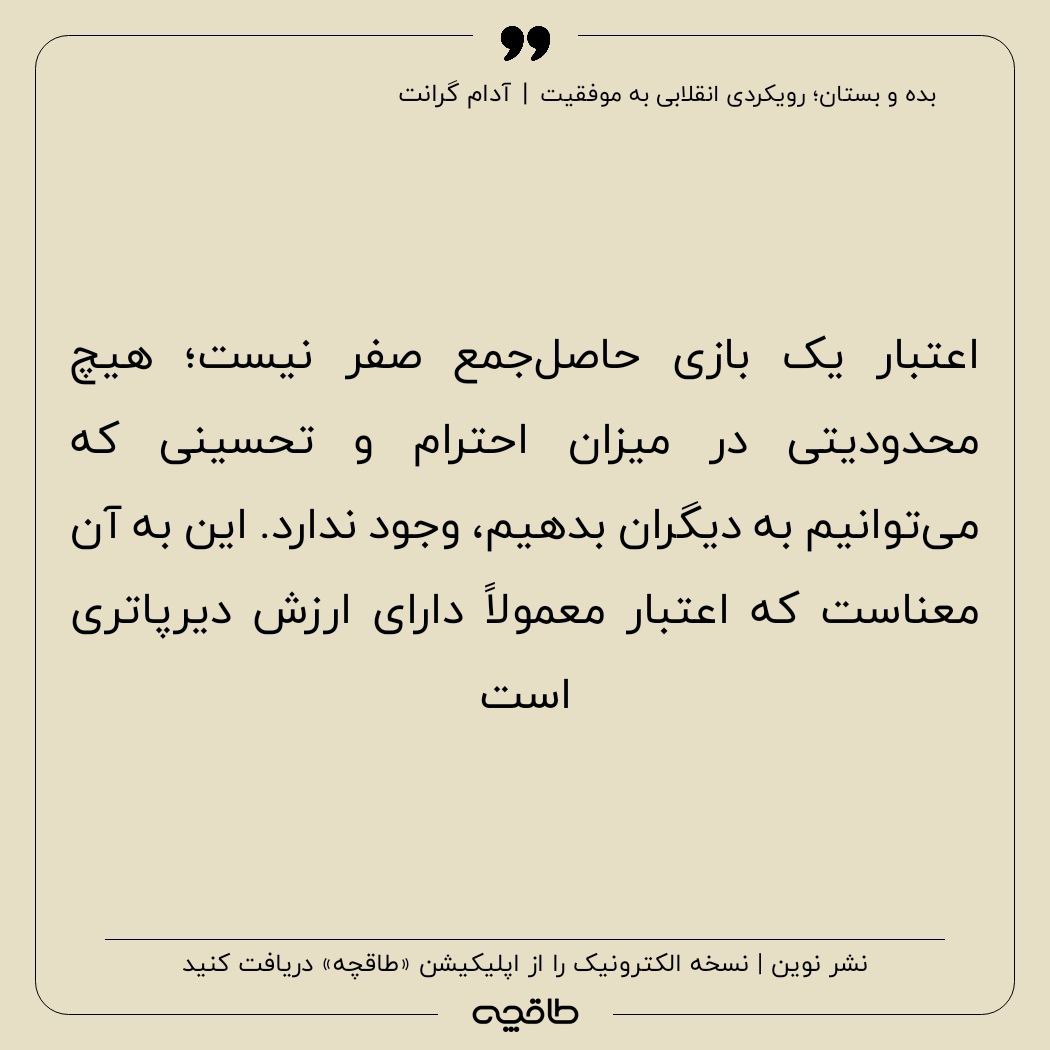 بده و بستان؛ رویکردی انقلابی به موفقیت | آدام گرانت
اعتبار یک بازی حاصل‌جمع صفر نیست؛ هیچ
محدودیتی در میزان احترام و تحسینی که
می‌توانیم به دیگران بدهیم، وجود ندارد. این به آن
معناست که اعتبار معمولاً دارای ارزش دیرپاتری
است
نشر نوین | نسخه الکترونیک را از اپلیکیشن «طاقچه» دریافت کنید
طاقچه